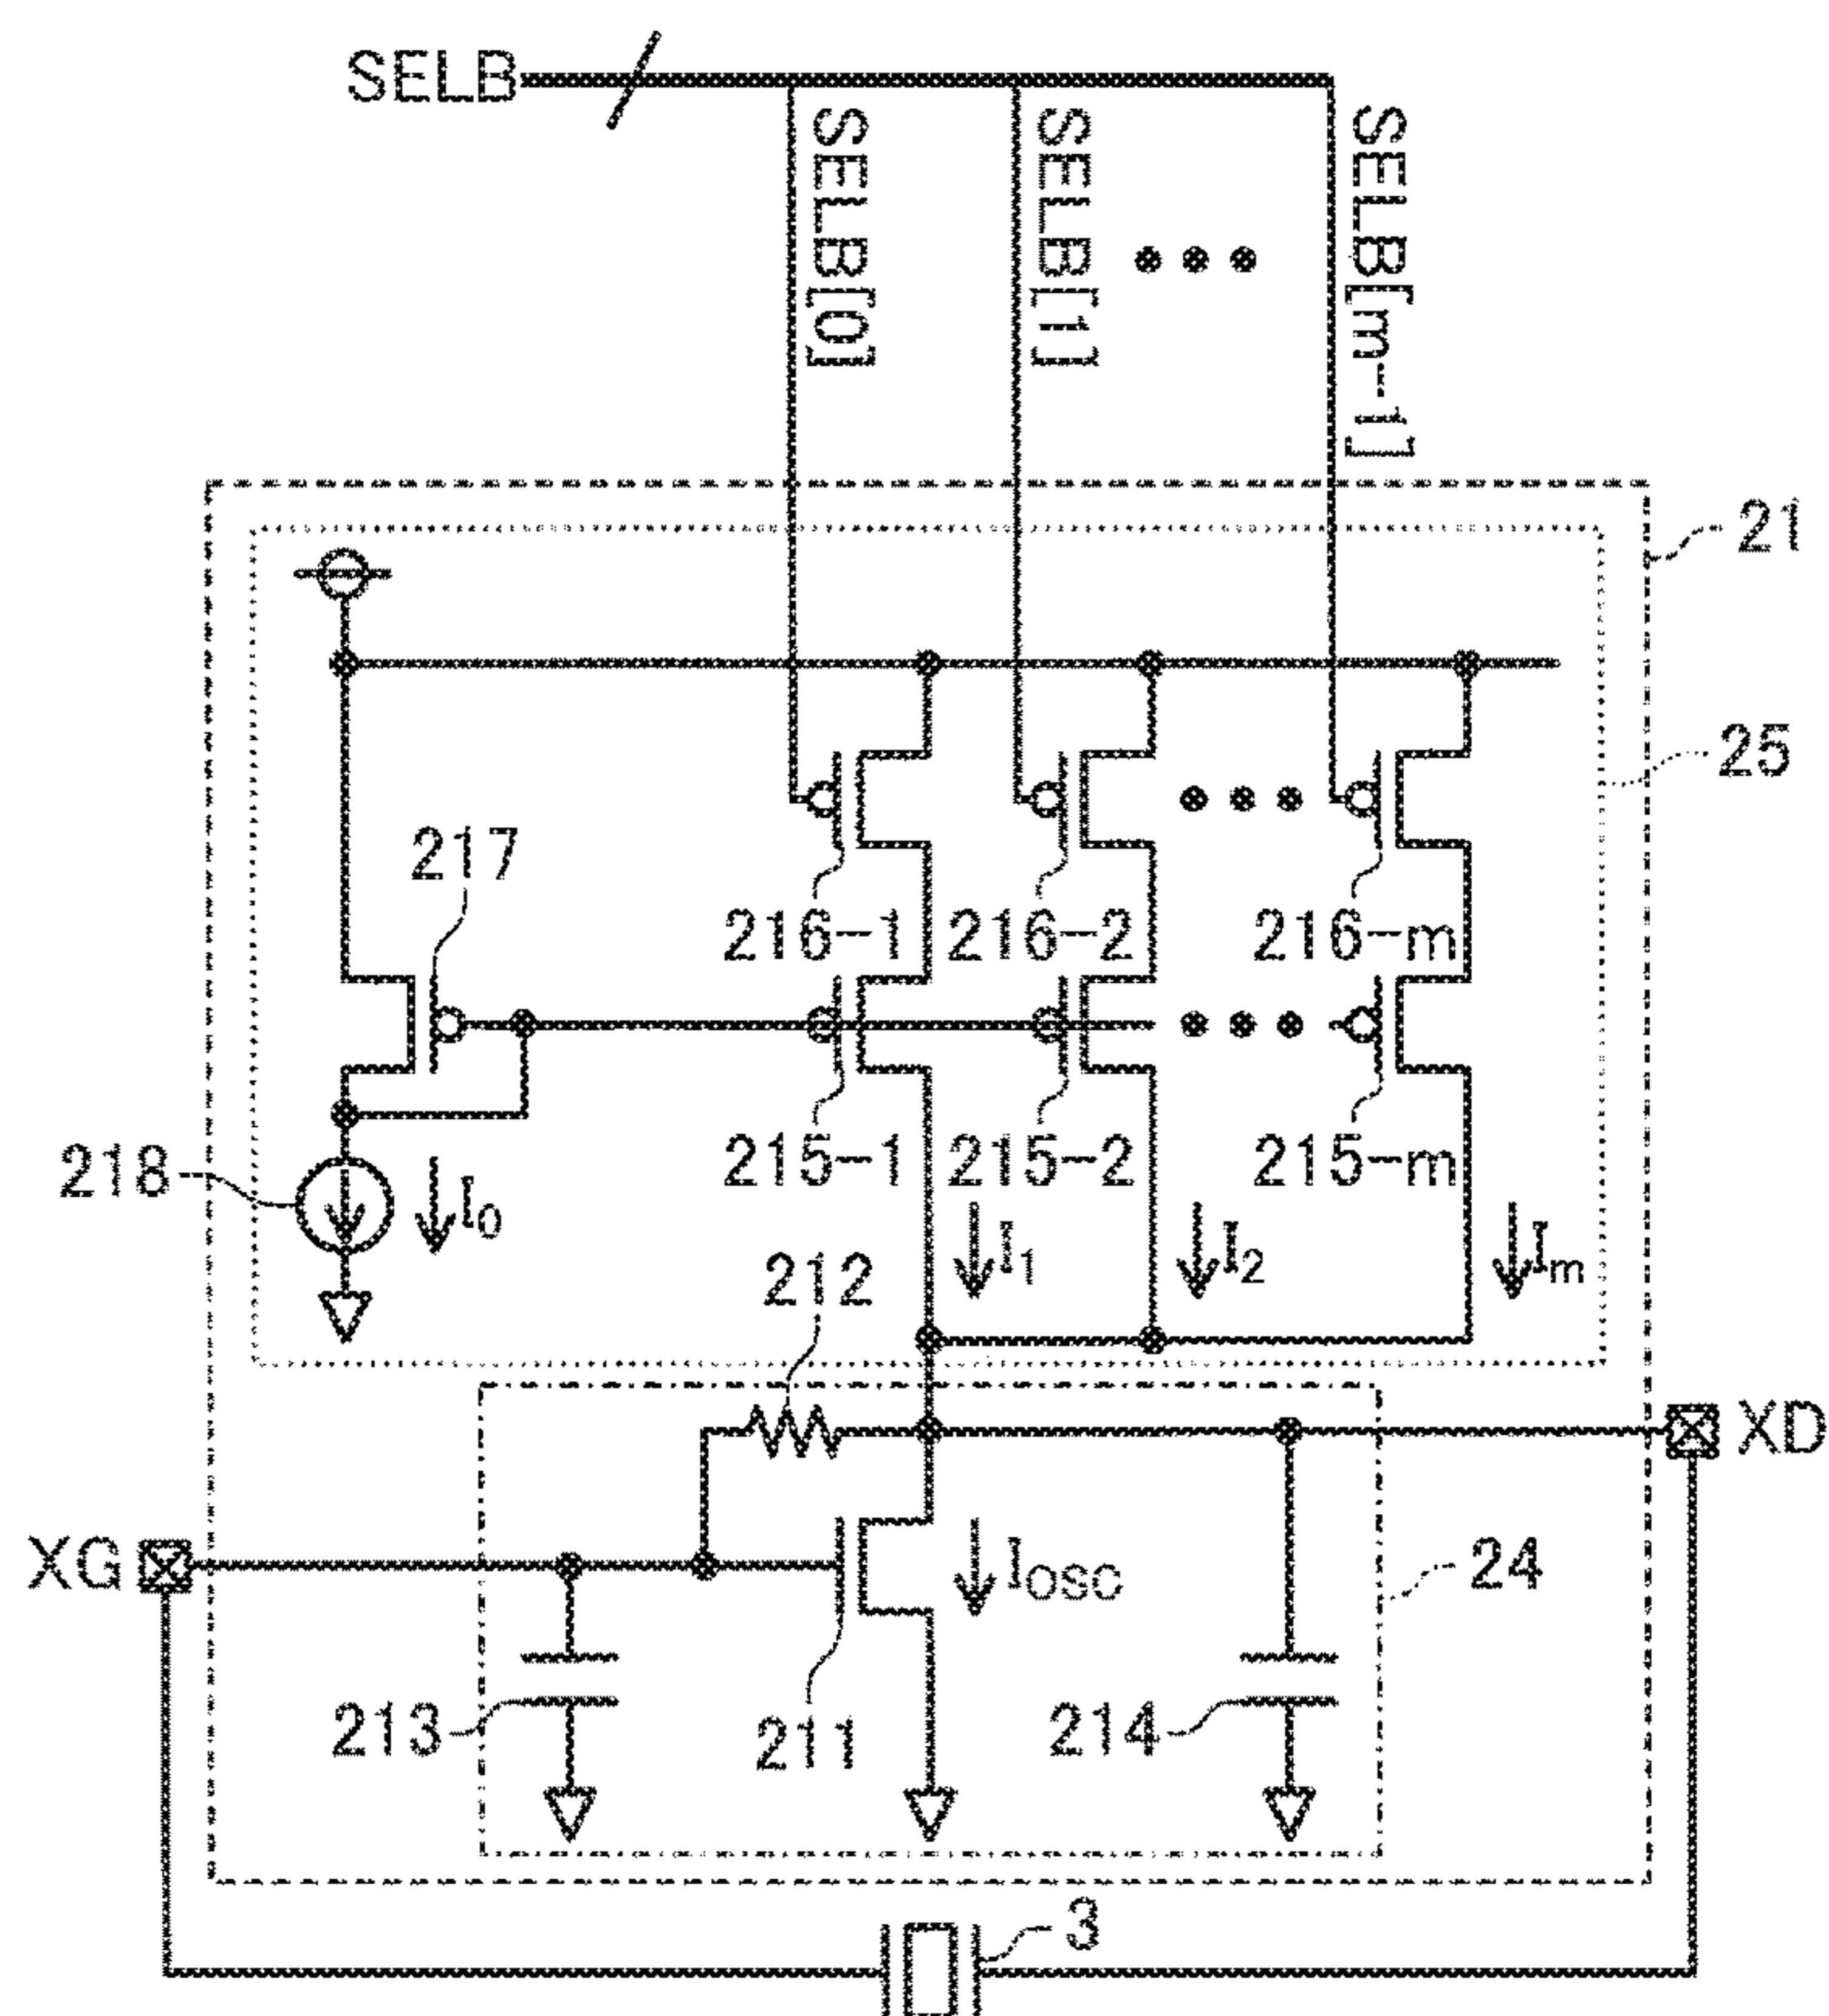 SELB
SELB[0]
SELB[1]
SELB[m-1]
21
25
217
216-1
216-2
216-m
215-1
215-2
215-m
218
I0
I1
I2
Im
212
XD
XG
IOSC
24
213
211
214
3